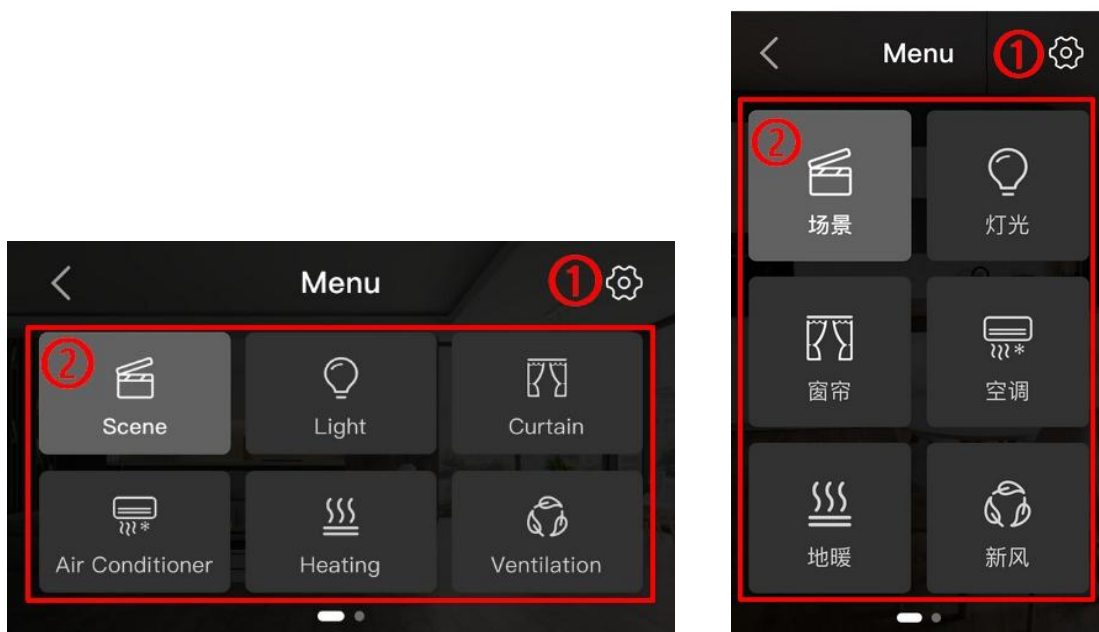 Menu ①
②
Scene Light Curtain
Air Conditioner Heating Ventilation
Menu ①
②
场景 灯光
窗帘 空调
地暖 新风